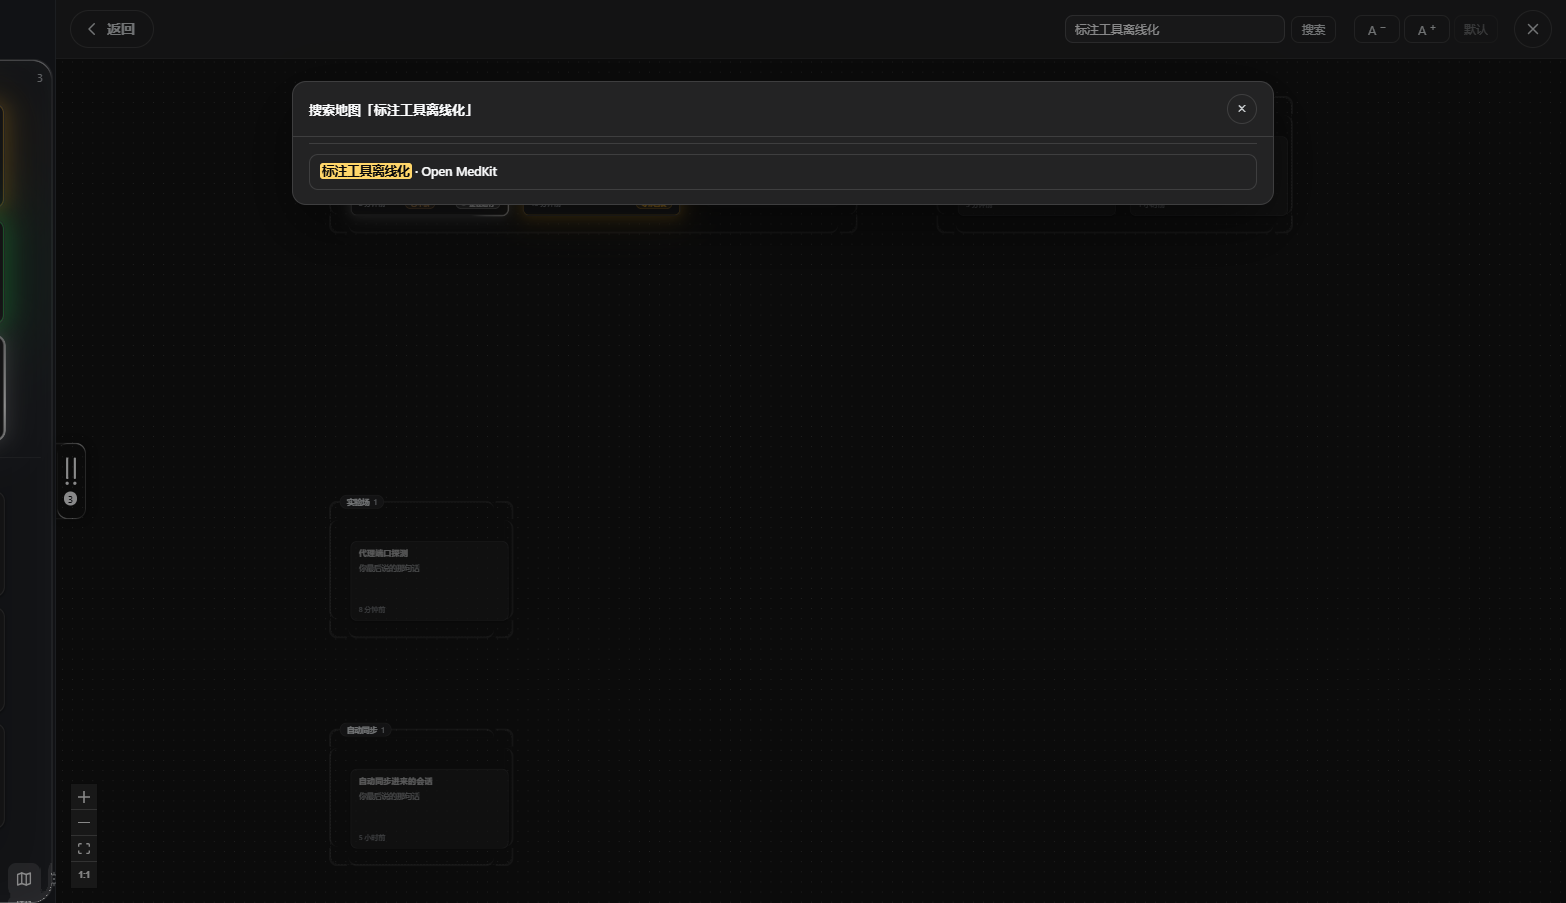 返回
标注工具离线化
搜索
A⁻
A⁺
默认
3
搜索地图「标注工具离线化」
标注工具离线化 · Open MedKit
3
实验场 1
代理端口探测
你最后说的那句话
8 分钟前
自动同步 1
自动同步进来的会话
你最后说的那句话
5 小时前
1:1